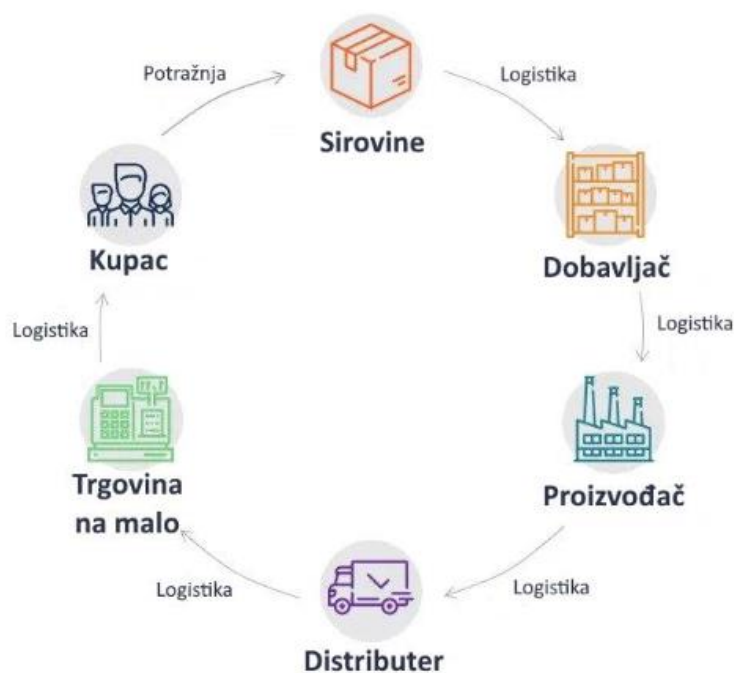 Potražnja
Logistika
Sirovine
Kupac
Dobavljač
Logistika
Logistika
Trgovina
na malo
Proizvođač
Logistika
Logistika
Distributer